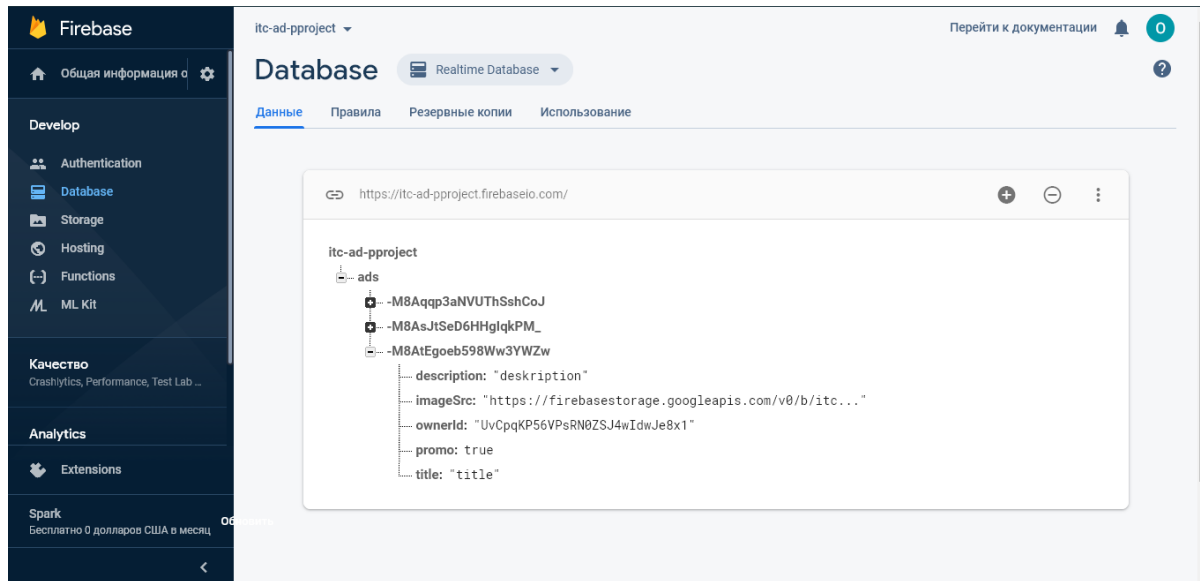 Firebase
Общая информация о
Develop
Authentication
Database
Storage
Hosting
Functions
ML Kit
Качество
Crashlytics, Performance, Test Lab ...
Analytics
Extensions
Spark
Бесплатно 0 долларов США в месяц
itc-ad-pproject
Перейти к документации
O
Database
Realtime Database
?
Данные Правила Резервные копии Использование
https://itc-ad-pproject.firebaseio.com/
itc-ad-pproject
ads
-M8Aqqp3aNVUThSshCoJ
-M8AsJtSeD6HHgIqkPM_
-M8AtEgoeb598Ww3YWZw
description: "deskription"
imageSrc: "https://firebasestorage.googleapis.com/v0/b/itc..."
ownerId: "UvCpqKP56VPsRN0ZSJ4wIdwJe8x1"
promo: true
title: "title"